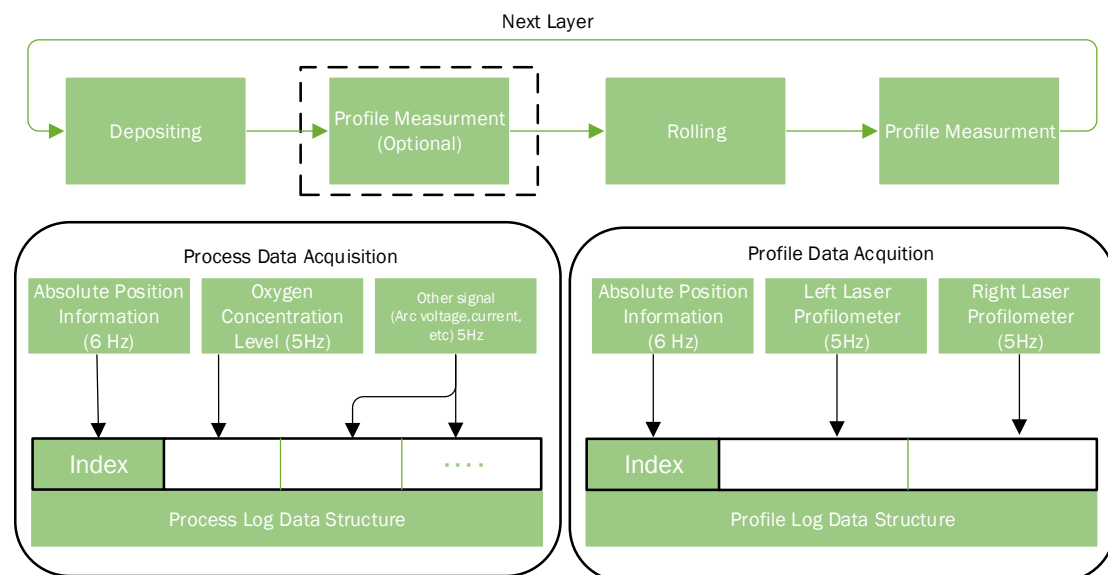 Next Layer
Depositing
Profile Measurment
(Optional)
Rolling
Profile Measurment
Process Data Acquisition
Absolute Position
Information
(6 Hz)
Oxygen
Concentration
Level (5Hz)
Other signal
(Arc voltage,current,
etc) 5Hz
Index
....
Process Log Data Structure
Profile Data Acquition
Absolute Position
Information
(6 Hz)
Left Laser
Profilometer
(5Hz)
Right Laser
Profilometer
(5Hz)
Index
Profile Log Data Structure